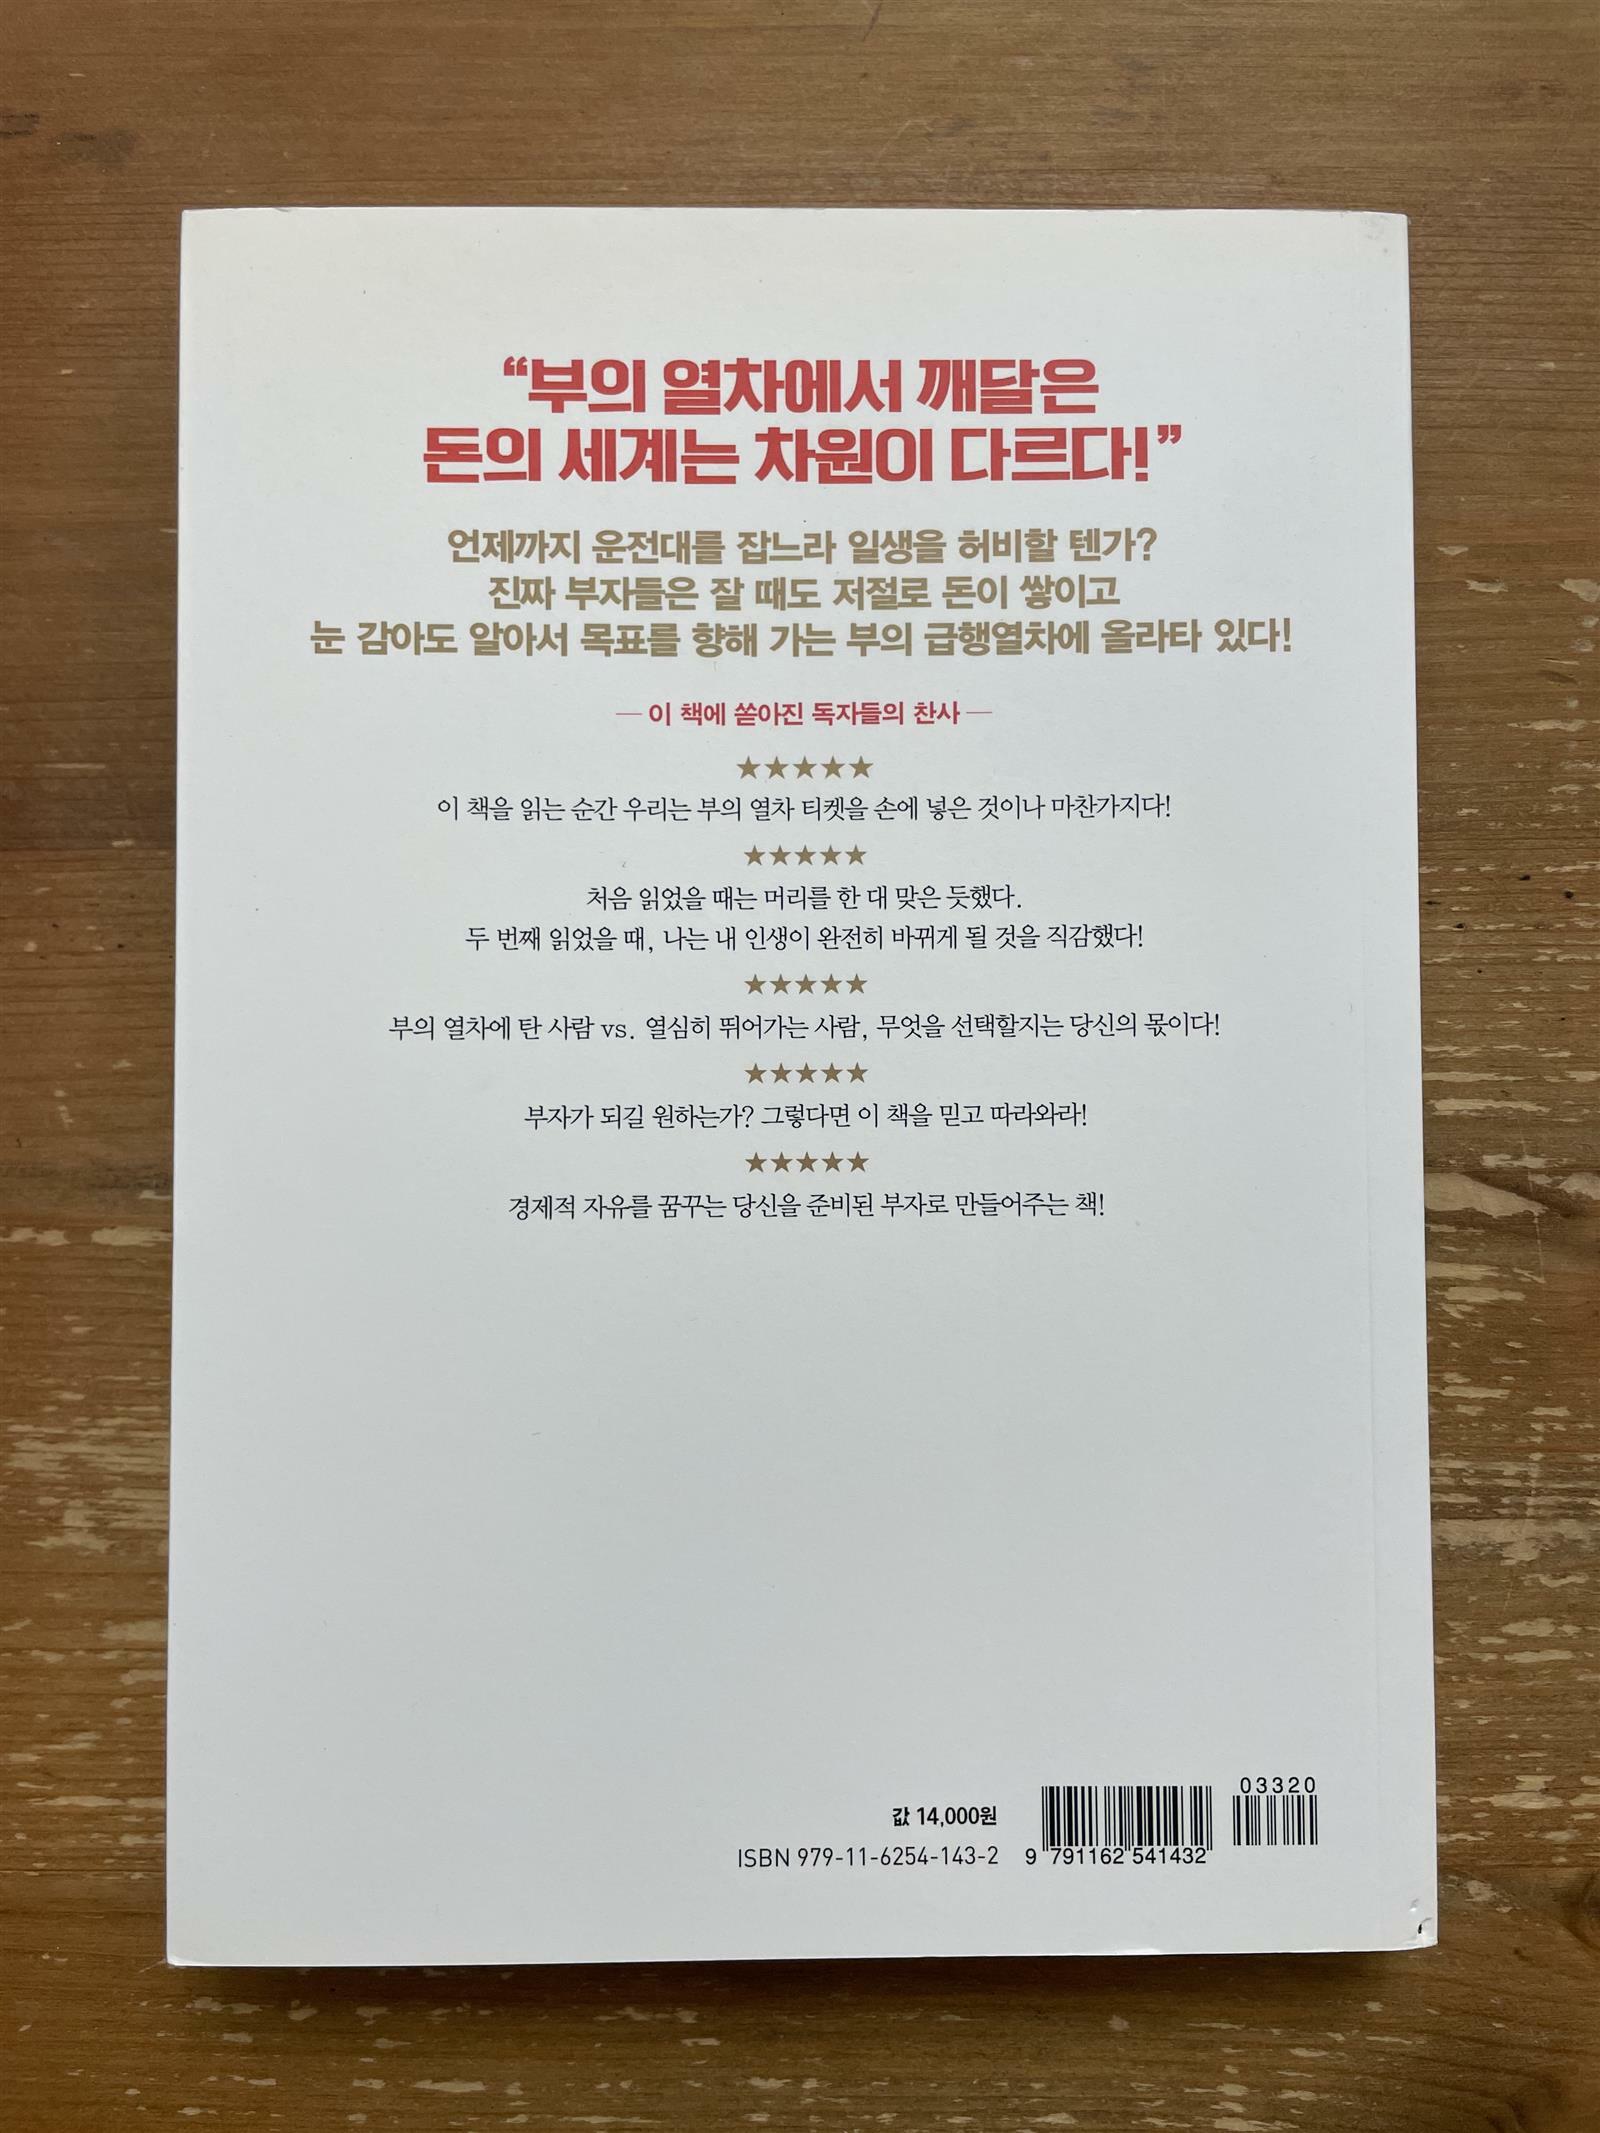 “부의 열차에서 깨달은
돈의 세계는 차원이 다르다!”
언제까지 운전대를 잡느라 일생을 허비할 텐가?
진짜 부자들은 잘 때도 저절로 돈이 쌓이고
눈 감아도 알아서 목표를 향해 가는 부의 급행열차에 올라타 있다!
— 이 책에 쏟아진 독자들의 찬사 —
★★★★★
이 책을 읽는 순간 우리는 부의 열차 티켓을 손에 넣은 것이나 마찬가지다!
★★★★★
처음 읽었을 때는 머리를 한 대 맞은 듯했다.
두 번째 읽었을 때, 나는 내 인생이 완전히 바뀌게 될 것을 직감했다!
★★★★★
부의 열차에 탄 사람 vs. 열심히 뛰어가는 사람, 무엇을 선택할지는 당신의 몫이다!
★★★★★
부자가 되길 원하는가? 그렇다면 이 책을 믿고 따라와라!
★★★★★
경제적 자유를 꿈꾸는 당신을 준비된 부자로 만들어주는 책!
03320
값 14,000원
ISBN 979-11-6254-143-2
9 791162 541432